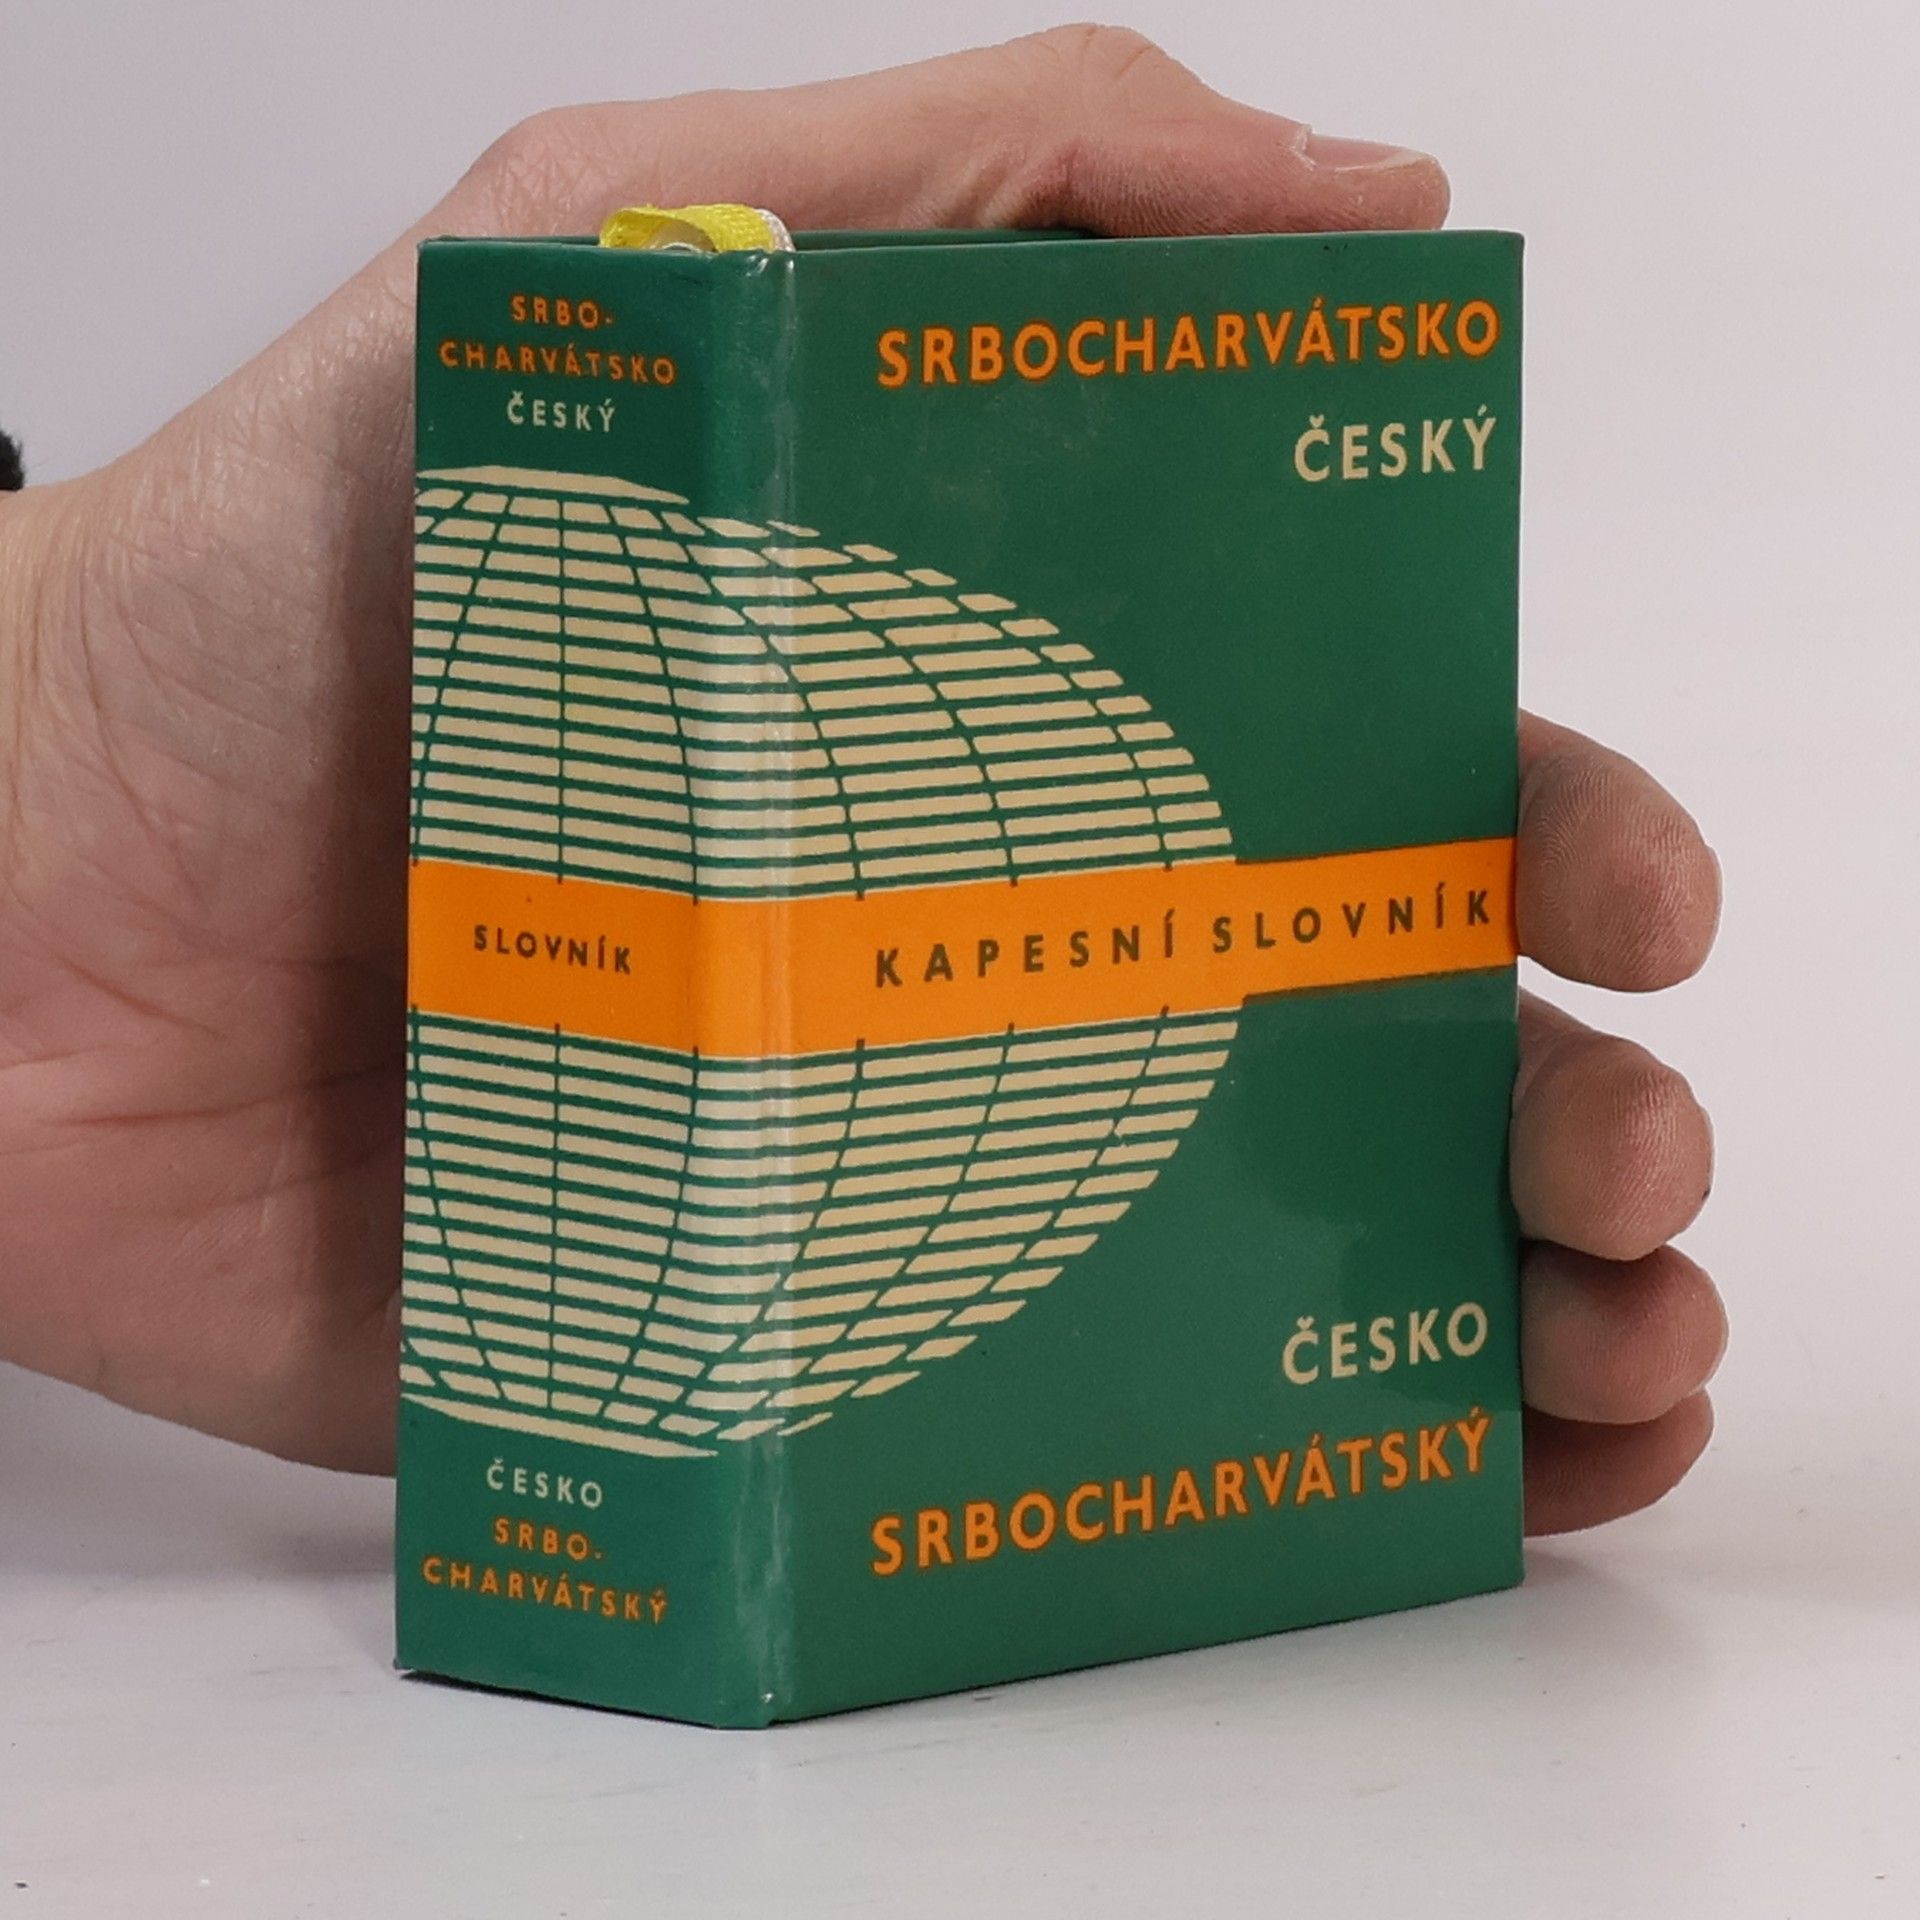 SRBO-
CHARVÁTSKO
ČESKÝ
SLOVNÍK
ČESKO
SRBO-
CHARVÁTSKÝ
SRBOCHARVÁTSKO
ČESKÝ
KAPESNÍ SLOVNÍK
ČESKO
SRBOCHARVÁTSKÝ